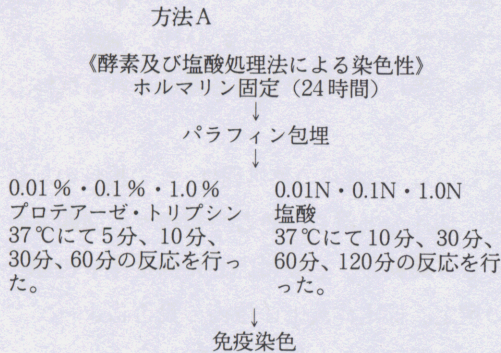 方法A
《酵素及び塩酸処理法による染色性》
ホルマリン固定（24時間）
↓
パラフィン包埋
↓
0.01％・0.1％・1.0％
プロテアーゼ・トリプシン
37℃にて5分、10分、
30分、60分の反応を行っ
た。
0.01N・0.1N・1.0N
塩酸
37℃にて10分、30分、
60分、120分の反応を行
った。
↓
免疫染色